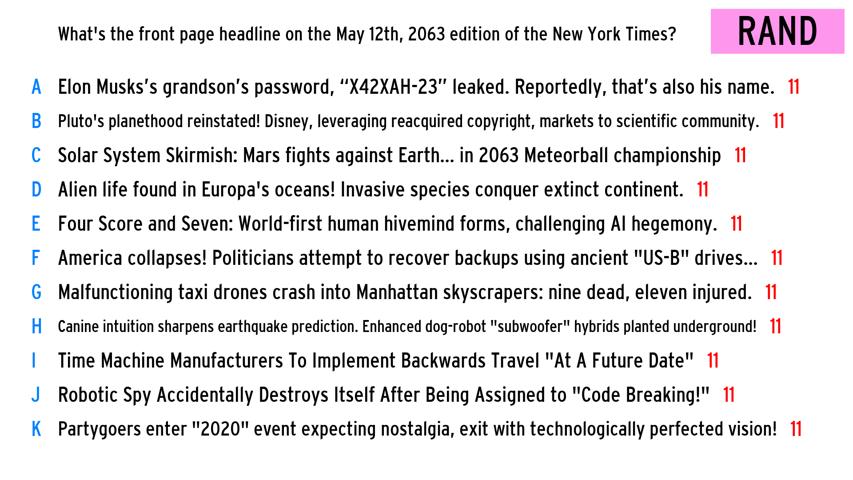 What's the front page headline on the May 12th, 2063 edition of the New York Times?
RAND
A Elon Musks’s grandson’s password, “X42XAH-23” leaked. Reportedly, that’s also his name. 11
B Pluto's planethood reinstated! Disney, leveraging reacquired copyright, markets to scientific community. 11
C Solar System Skirmish: Mars fights against Earth... in 2063 Meteorball championship 11
D Alien life found in Europa's oceans! Invasive species conquer extinct continent. 11
E Four Score and Seven: World-first human hivemind forms, challenging AI hegemony. 11
F America collapses! Politicians attempt to recover backups using ancient "US-B" drives... 11
G Malfunctioning taxi drones crash into Manhattan skyscrapers: nine dead, eleven injured. 11
H Canine intuition sharpens earthquake prediction. Enhanced dog-robot "subwoofer" hybrids planted underground! 11
I Time Machine Manufacturers To Implement Backwards Travel "At A Future Date" 11
J Robotic Spy Accidentally Destroys Itself After Being Assigned to "Code Breaking!" 11
K Partygoers enter "2020" event expecting nostalgia, exit with technologically perfected vision! 11